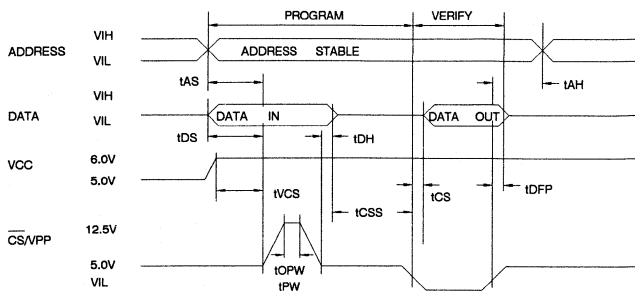 PROGRAM VERIFY
ADDRESS VIH
VIL
ADDRESS STABLE
tAS tAH
DATA VIH
VIL
DATA IN DATA OUT
tDS tDH
VCC 6.0V
5.0V
tVCS tCS tDFP
tCSS
CS/VPP 12.5V
tOPW
5.0V
tPW
VIL